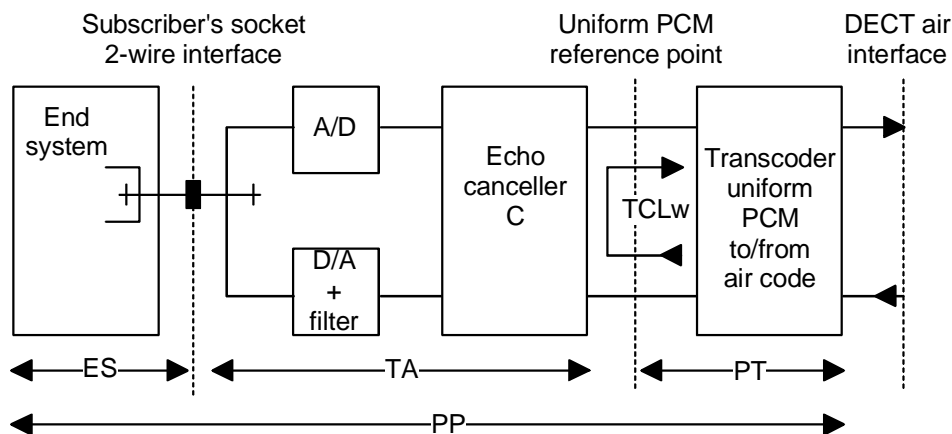 Subscriber's socket
2-wire interface
Uniform PCM
reference point
DECT air
interface
End
system
A/D
D/A
+
filter
Echo
canceller
C
TCLw
Transcoder
uniform
PCM
to/from
air code
ES
TA
PT
PP